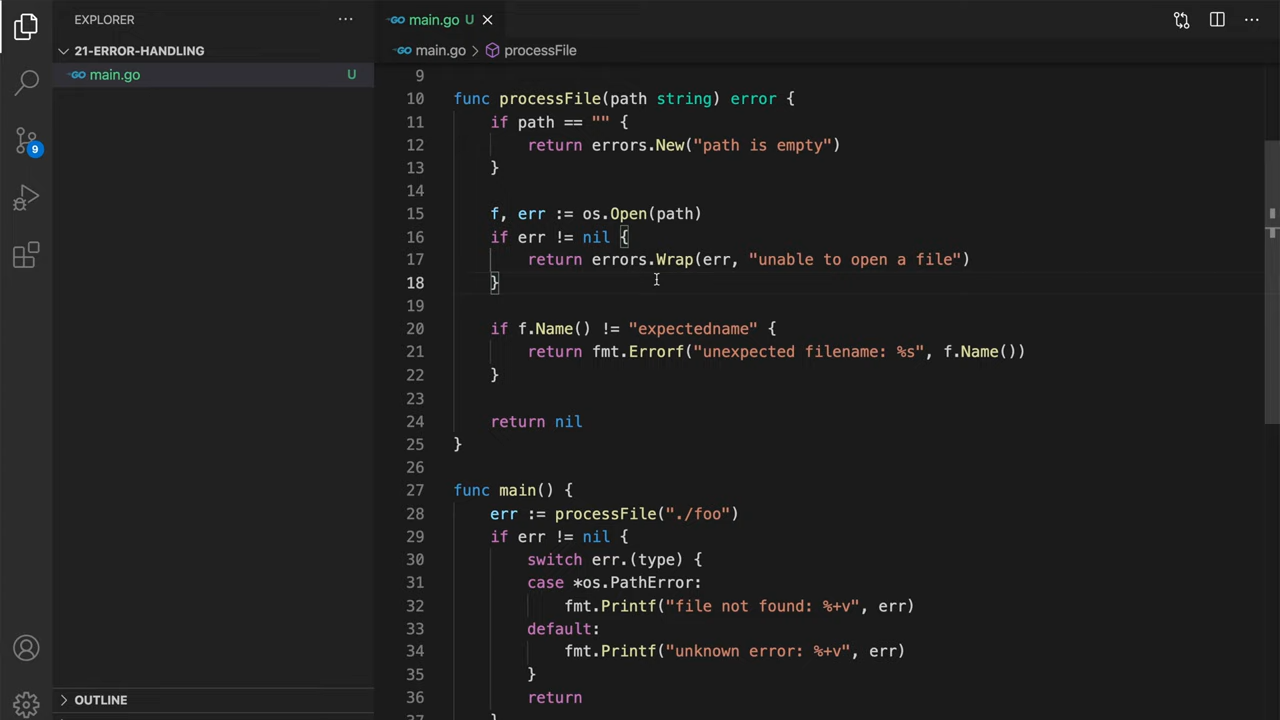 EXPLORER
21-ERROR-HANDLING
main.go U
9
OUTLINE
main.go U
main.go > processFile
9
10 func processFile(path string) error {
11 if path == "" {
12 return errors.New("path is empty")
13 }
14
15 f, err := os.Open(path)
16 if err != nil {
17 return errors.Wrap(err, "unable to open a file")
18 }
19
20 if f.Name() != "expectedname" {
21 return fmt.Errorf("unexpected filename: %s", f.Name())
22 }
23
24 return nil
25 }
26
27 func main() {
28 err := processFile("./foo")
29 if err != nil {
30 switch err.(type) {
31 case *os.PathError:
32 fmt.Printf("file not found: %+v", err)
33 default:
34 fmt.Printf("unknown error: %+v", err)
35 }
36 return
37 }